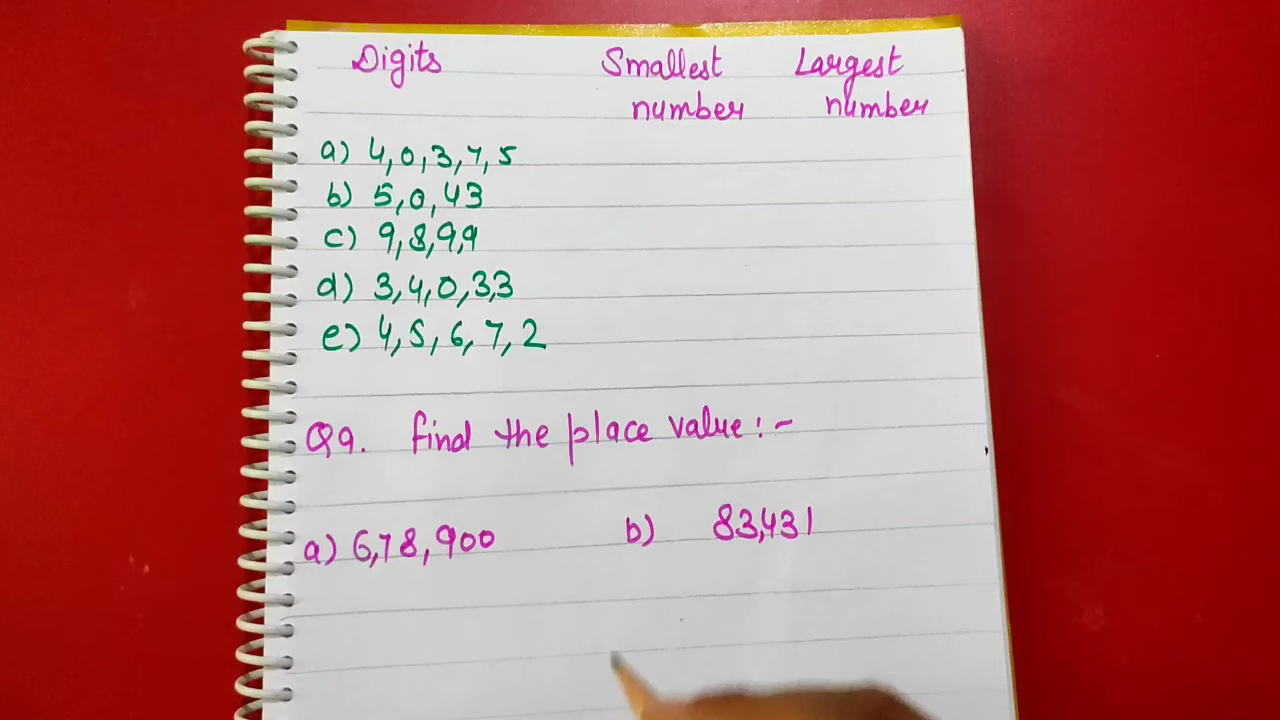 Digits Smallest Largest
number number
a) 4,0,3,7,5
b) 5,0,43
c) 9,8,9,9
d) 3,4,0,3,3
e) 4,5,6,7,2
Q9. find the place value:-
a) 6,78,900 b) 83,431